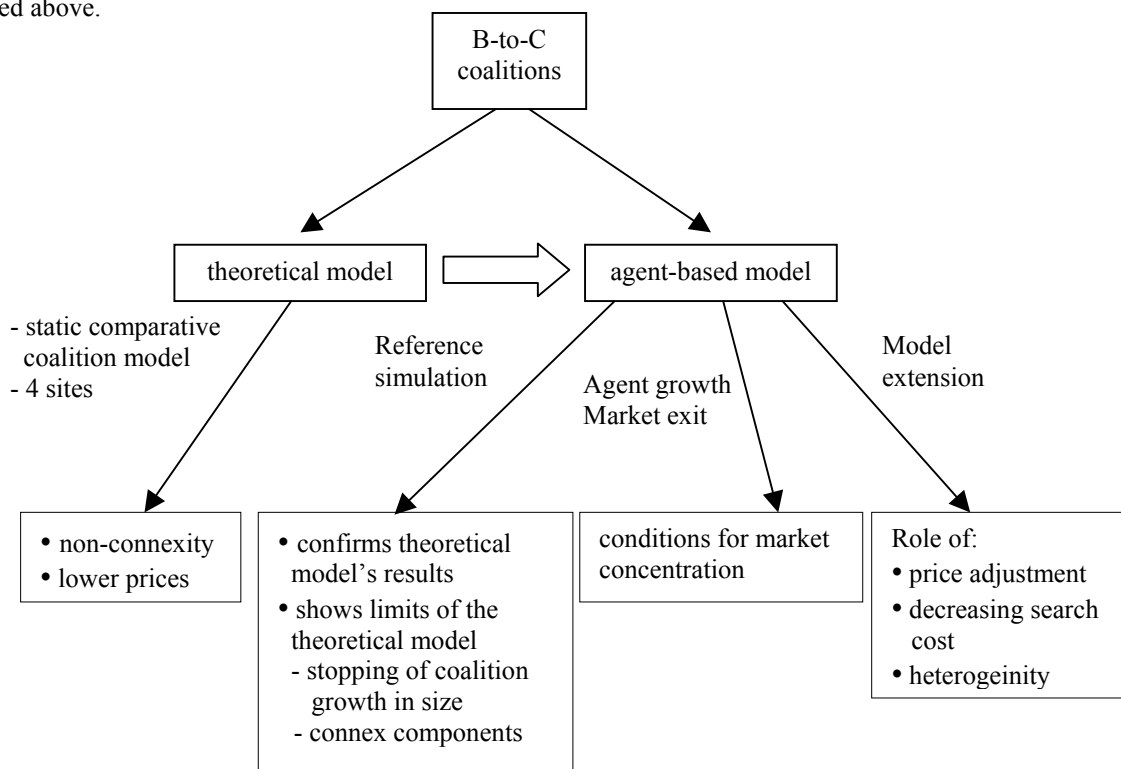 ed above.
B-to-C
coalitions
theoretical model
agent-based model
- static comparative
coalition model
- 4 sites
Reference
simulation
Agent growth
Market exit
Model
extension
• non-connexity
• lower prices
• confirms theoretical
model's results
• shows limits of the
theoretical model
- stopping of coalition
growth in size
- connex components
conditions for market
concentration
Role of:
• price adjustment
• decreasing search
cost
• heterogeinity